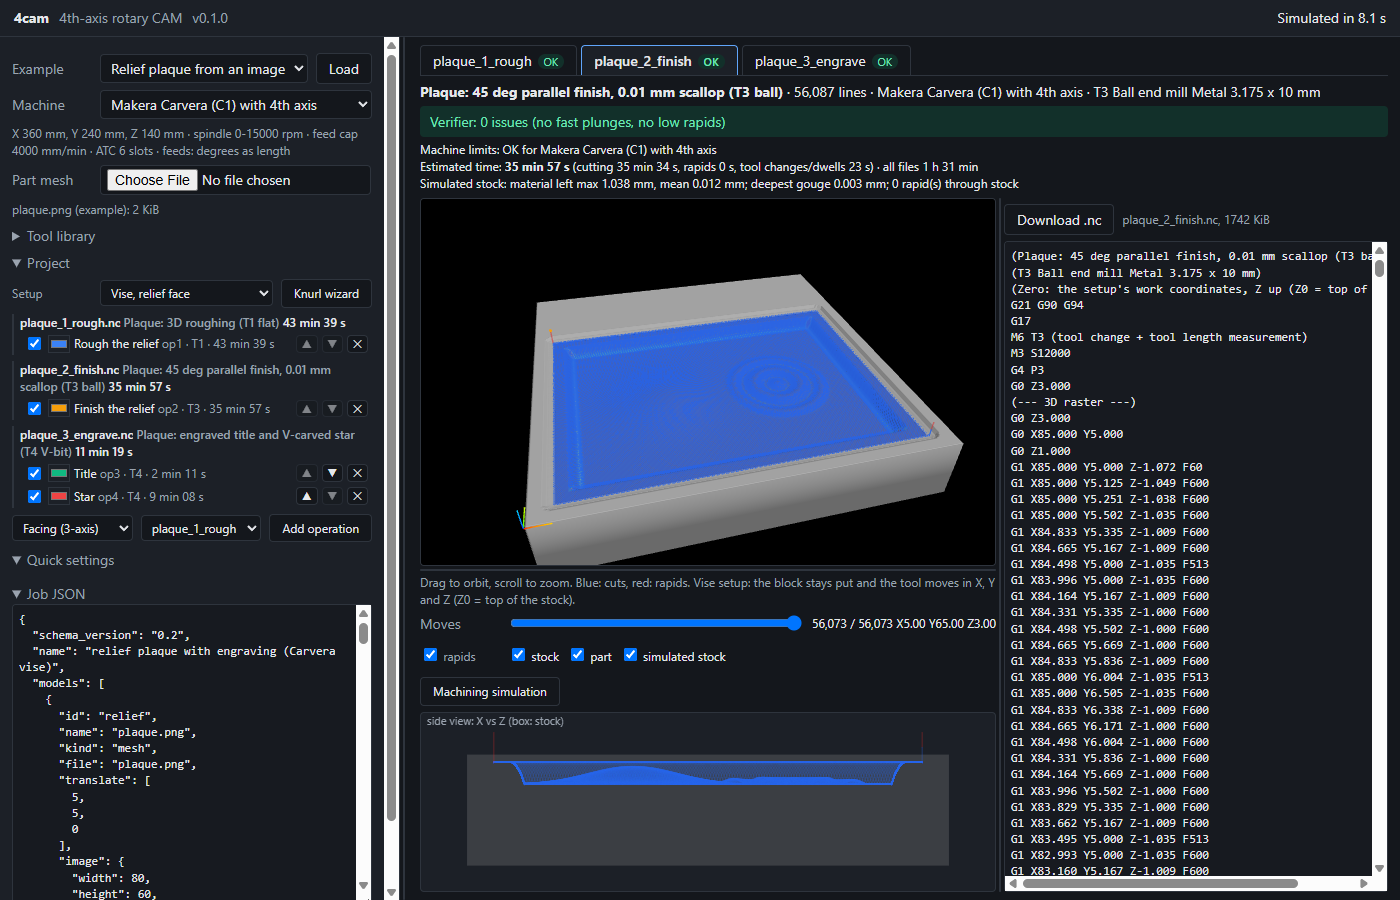 4cam 4th-axis rotary CAM v0.1.0
Simulated in 8.1 s
Example Relief plaque from an image Load
Machine Makera Carvera (C1) with 4th axis
X 360 mm, Y 240 mm, Z 140 mm · spindle 0-15000 rpm · feed cap
4000 mm/min · ATC 6 slots · feeds: degrees as length
Part mesh Choose File No file chosen
plaque.png (example): 2 KiB
▶ Tool library
▼ Project
Setup Vise, relief face Knurl wizard
plaque_1_rough.nc Plaque: 3D roughing (T1 flat) 43 min 39 s
Rough the relief op1 · T1 · 43 min 39 s
plaque_2_finish.nc Plaque: 45 deg parallel finish, 0.01 mm
scallop (T3 ball) 35 min 57 s
Finish the relief op2 · T3 · 35 min 57 s
plaque_3_engrave.nc Plaque: engraved title and V-carved star
(T4 V-bit) 11 min 19 s
Title op3 · T4 · 2 min 11 s
Star op4 · T4 · 9 min 08 s
Facing (3-axis) plaque_1_rough Add operation
▼ Quick settings
▼ Job JSON
{
"schema_version": "0.2",
"name": "relief plaque with engraving (Carvera
vise)",
"models": [
{
"id": "relief",
"name": "plaque.png",
"kind": "mesh",
"file": "plaque.png",
"translate": [
5,
5,
0
],
"image": {
"width": 80,
"height": 60,
plaque_1_rough OK plaque_2_finish OK plaque_3_engrave OK
Plaque: 45 deg parallel finish, 0.01 mm scallop (T3 ball) · 56,087 lines · Makera Carvera (C1) with 4th axis · T3 Ball end mill Metal 3.175 x 10 mm
Verifier: 0 issues (no fast plunges, no low rapids)
Machine limits: OK for Makera Carvera (C1) with 4th axis
Estimated time: 35 min 57 s (cutting 35 min 34 s, rapids 0 s, tool changes/dwells 23 s) · all files 1 h 31 min
Simulated stock: material left max 1.038 mm, mean 0.012 mm; deepest gouge 0.003 mm; 0 rapid(s) through stock
Drag to orbit, scroll to zoom. Blue: cuts, red: rapids. Vise setup: the block stays put and the tool moves in X, Y
and Z (Z0 = top of the stock).
Moves 56,073 / 56,073 X5.00 Y65.00 Z3.00
rapids stock part simulated stock
Machining simulation
side view: X vs Z (box: stock)
Download .nc plaque_2_finish.nc, 1742 KiB
(Plaque: 45 deg parallel finish, 0.01 mm scallop (T3 ba
(T3 Ball end mill Metal 3.175 x 10 mm)
(Zero: the setup's work coordinates, Z up (Z0 = top of
G21 G90 G94
G17
M6 T3 (tool change + tool length measurement)
M3 S12000
G4 P3
G0 Z3.000
(--- 3D raster ---)
G0 Z3.000
G0 X85.000 Y5.000
G0 Z1.000
G1 X85.000 Y5.000 Z-1.072 F60
G1 X85.000 Y5.125 Z-1.049 F600
G1 X85.000 Y5.251 Z-1.038 F600
G1 X85.000 Y5.502 Z-1.035 F600
G1 X84.833 Y5.335 Z-1.009 F600
G1 X84.665 Y5.167 Z-1.009 F600
G1 X84.498 Y5.000 Z-1.035 F513
G1 X83.996 Y5.000 Z-1.035 F600
G1 X84.164 Y5.167 Z-1.009 F600
G1 X84.331 Y5.335 Z-1.000 F600
G1 X84.498 Y5.502 Z-1.000 F600
G1 X84.665 Y5.669 Z-1.000 F600
G1 X84.833 Y5.836 Z-1.009 F600
G1 X85.000 Y6.004 Z-1.035 F513
G1 X85.000 Y6.505 Z-1.035 F600
G1 X84.833 Y6.338 Z-1.009 F600
G1 X84.665 Y6.171 Z-1.000 F600
G1 X84.498 Y6.004 Z-1.000 F600
G1 X84.331 Y5.836 Z-1.000 F600
G1 X84.164 Y5.669 Z-1.000 F600
G1 X83.996 Y5.502 Z-1.000 F600
G1 X83.829 Y5.335 Z-1.000 F600
G1 X83.662 Y5.167 Z-1.009 F600
G1 X83.495 Y5.000 Z-1.035 F513
G1 X82.993 Y5.000 Z-1.035 F600
G1 X83.160 Y5.167 Z-1.009 F600